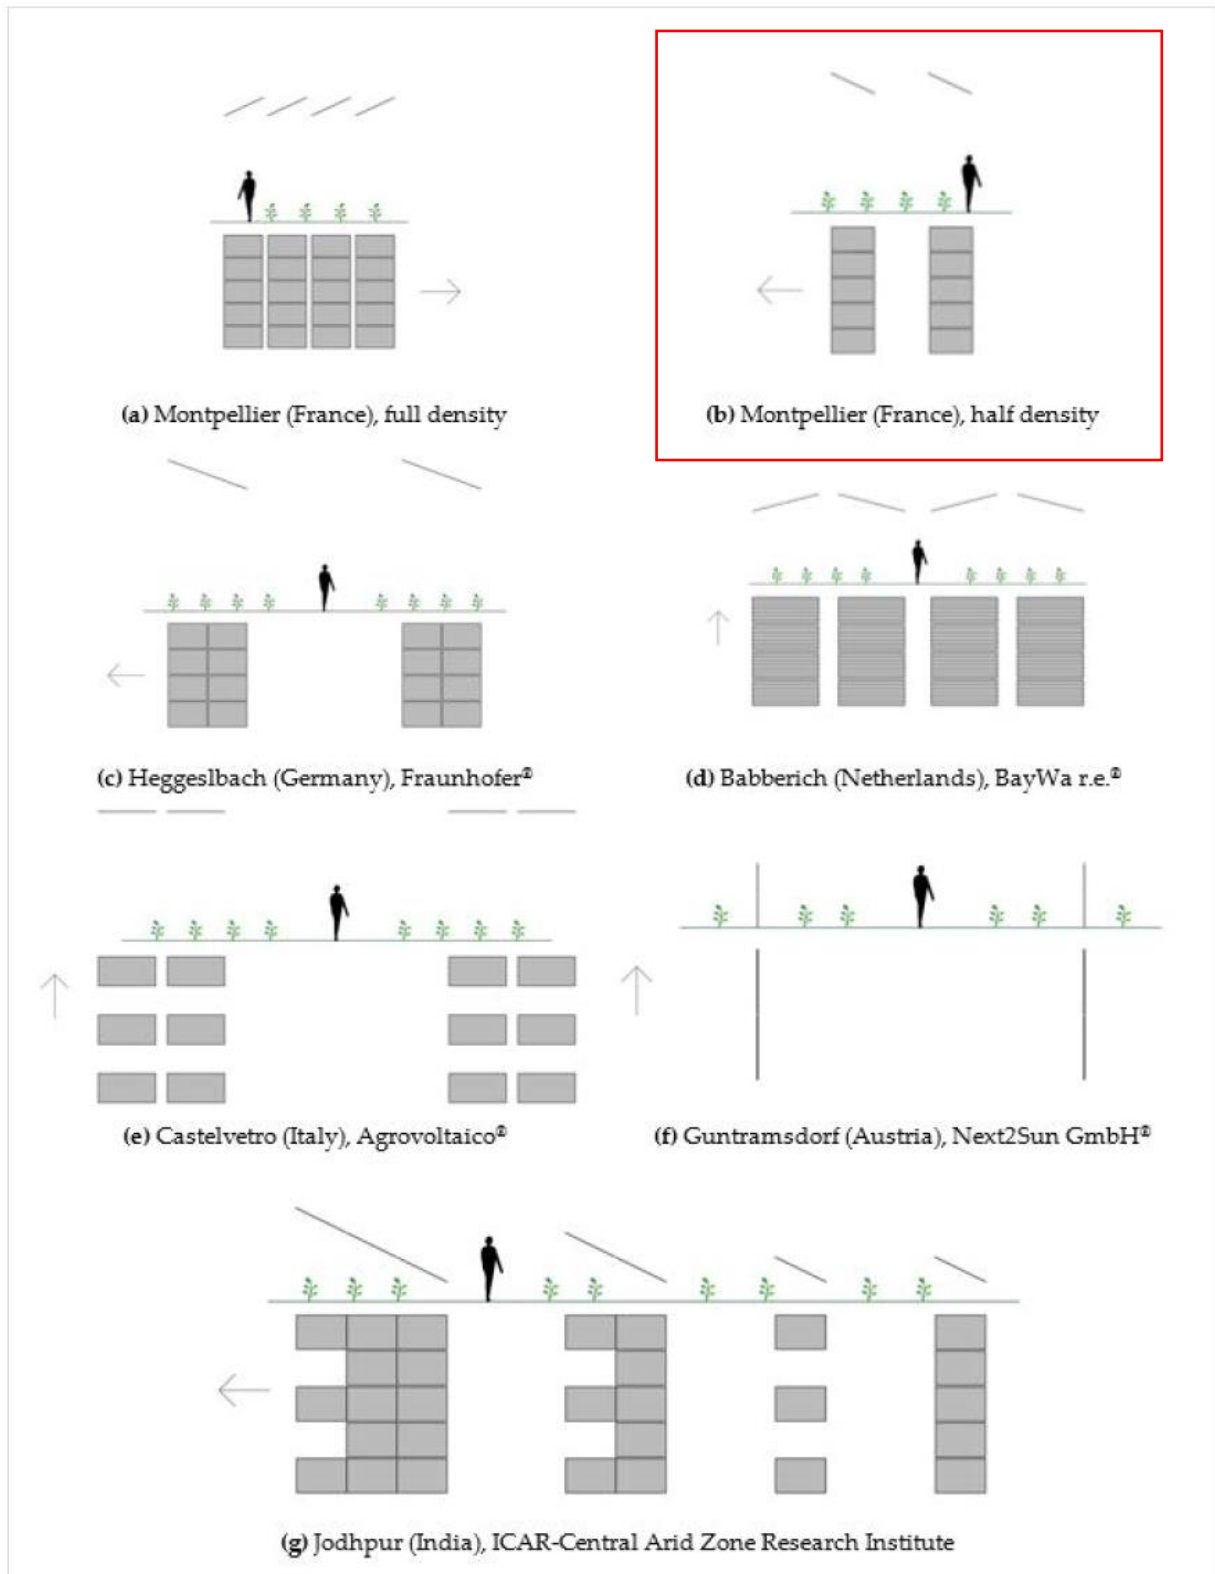 (a) Montpellier (France), full density
(b) Montpellier (France), half density
(c) Heggeslbach (Germany), Fraunhofer®
(d) Babberich (Netherlands), BayWa r.e.®
(e) Castelvetro (Italy), Agrovoltaico®
(f) Guntramsdorf (Austria), Next2Sun GmbH®
(g) Jodhpur (India), ICAR-Central Arid Zone Research Institute